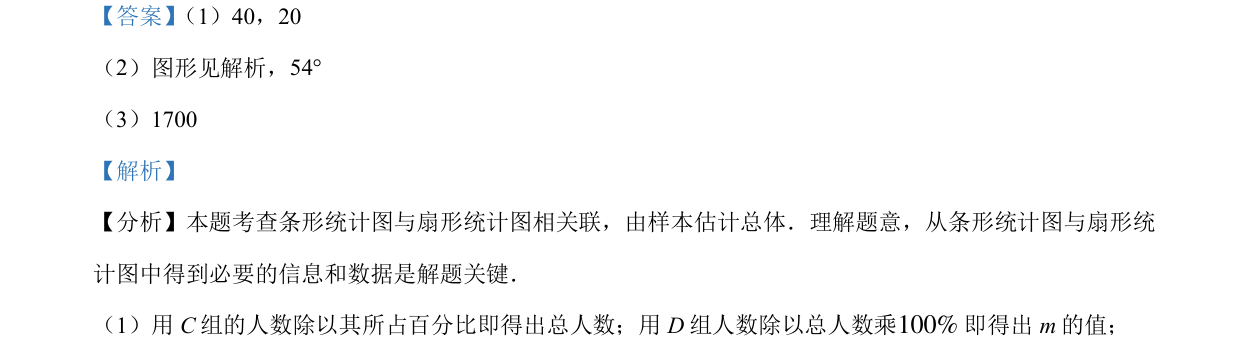 【答案】（1）40，20
（2）图形见解析，54°
（3）1700
【解析】
【分析】本题考查条形统计图与扇形统计图相关联，由样本估计总体．理解题意，从条形统计图与扇形统
计图中得到必要的信息和数据是解题关键．
（1）用 C 组的人数除以其所占百分比即得出总人数；用 D 组人数除以总人数乘100% 即得出 m 的值；